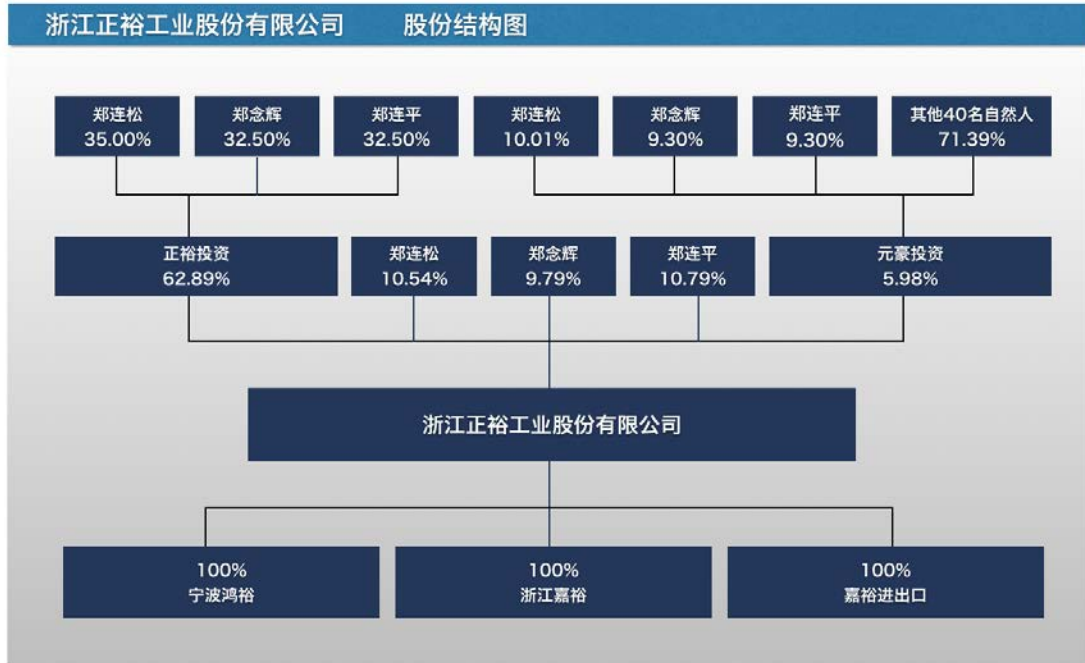 浙江正裕工业股份有限公司 股份结构图
郑连松
35.00%
郑念辉
32.50%
郑连平
32.50%
郑连松
10.01%
郑念辉
9.30%
郑连平
9.30%
其他40名自然人
71.39%
正裕投资
62.89%
郑连松
10.54%
郑念辉
9.79%
郑连平
10.79%
元豪投资
5.98%
浙江正裕工业股份有限公司
100%
宁波鸿裕
100%
浙江嘉裕
100%
嘉裕进出口